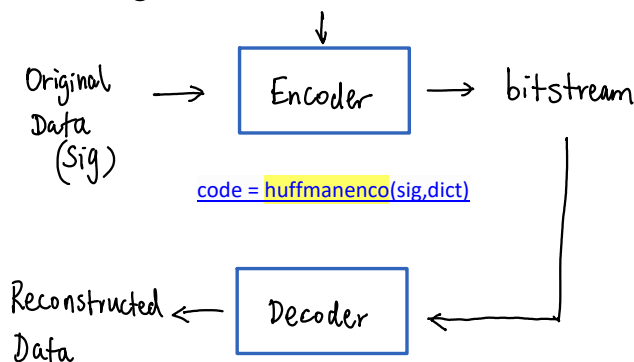 Original
Data
(Sig)
Encoder
bitstream
code = huffmanenco(sig,dict)
Reconstructed
Data
Decoder